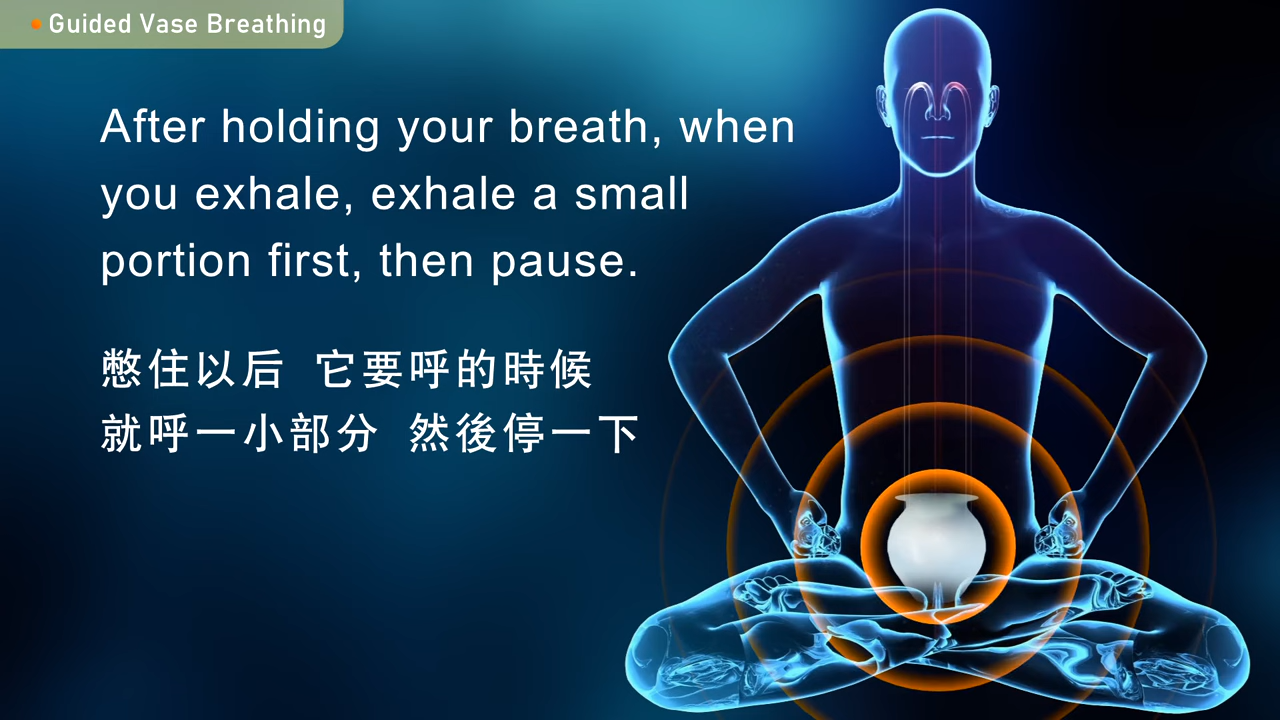 Guided Vase Breathing
After holding your breath, when
you exhale, exhale a small
portion first, then pause.
憋住以后 它要呼的時候
就呼一小部分 然後停一下